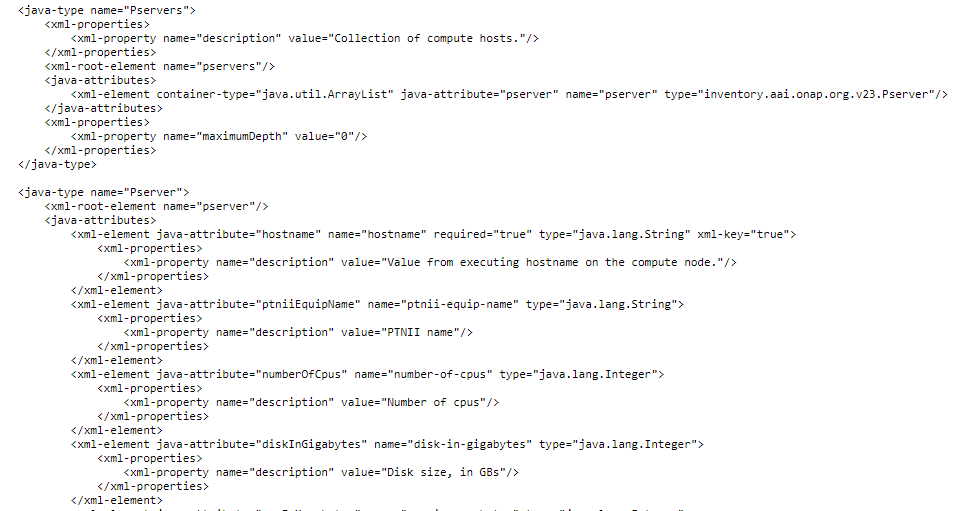 <java-type name="Pservers">
<xml-properties>
<xml-property name="description" value="Collection of compute hosts."/>
</xml-properties>
<xml-root-element name="pservers"/>
<java-attributes>
<xml-element container-type="java.util.ArrayList" java-attribute="pserver" name="pserver" type="inventory.aai.onap.org.v23.Pserver"/>
</java-attributes>
<xml-properties>
<xml-property name="maximumDepth" value="0"/>
</xml-properties>
</java-type>
<java-type name="Pserver">
<xml-root-element name="pserver"/>
<java-attributes>
<xml-element java-attribute="hostname" name="hostname" required="true" type="java.lang.String" xml-key="true">
<xml-properties>
<xml-property name="description" value="Value from executing hostname on the compute node."/>
</xml-properties>
</xml-element>
<xml-element java-attribute="ptniiEquipName" name="ptnii-equip-name" type="java.lang.String">
<xml-properties>
<xml-property name="description" value="PTNII name"/>
</xml-properties>
</xml-element>
<xml-element java-attribute="numberOfCpus" name="number-of-cpus" type="java.lang.Integer">
<xml-properties>
<xml-property name="description" value="Number of cpus"/>
</xml-properties>
</xml-element>
<xml-element java-attribute="diskInGigabytes" name="disk-in-gigabytes" type="java.lang.Integer">
<xml-properties>
<xml-property name="description" value="Disk size, in GBs"/>
</xml-properties>
</xml-element>